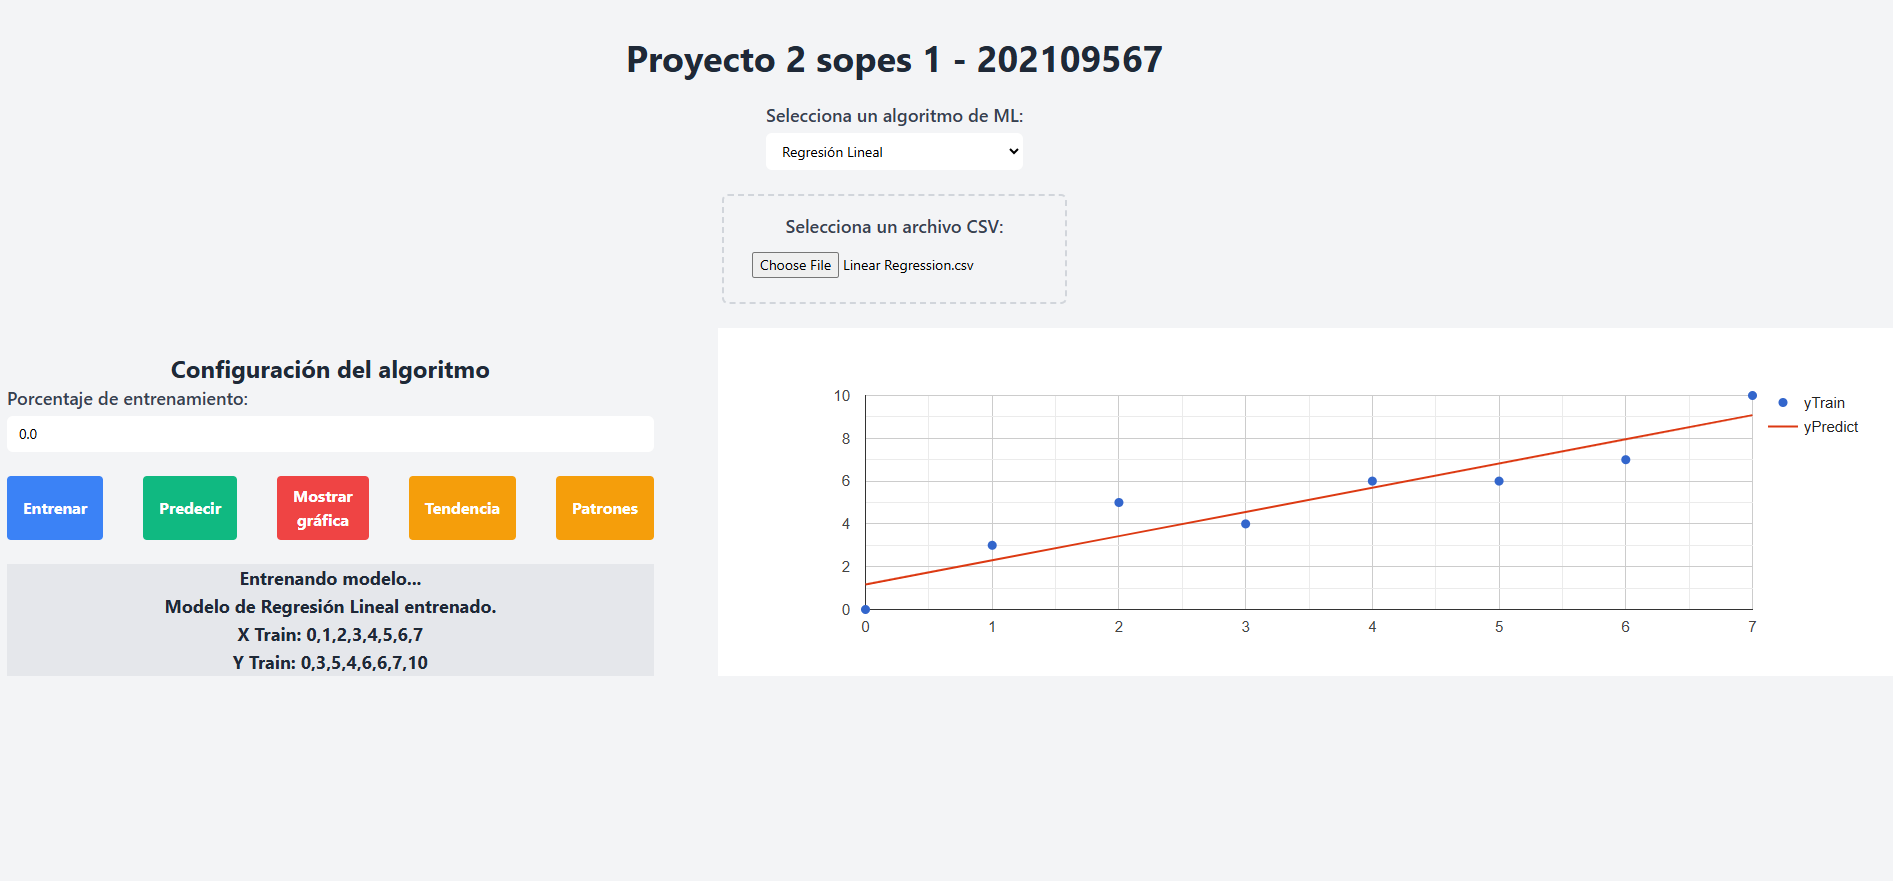 Proyecto 2 sopes 1 - 202109567
Selecciona un algoritmo de ML:
Regresión Lineal
Selecciona un archivo CSV:
Choose File Linear Regression.csv
Configuración del algoritmo
Porcentaje de entrenamiento:
0.0
Entrenar
Predecir
Mostrar
gráfica
Tendencia
Patrones
Entrenando modelo...
Modelo de Regresión Lineal entrenado.
X Train: 0,1,2,3,4,5,6,7
Y Train: 0,3,5,4,6,6,7,10
10
8
6
4
2
0
0 1 2 3 4 5 6 7
yTrain
yPredict